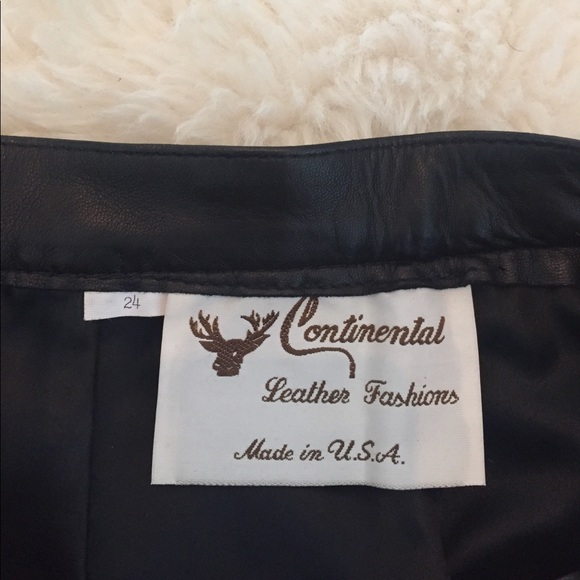 24
Continental
Leather Fashions
Made in U.S.A.